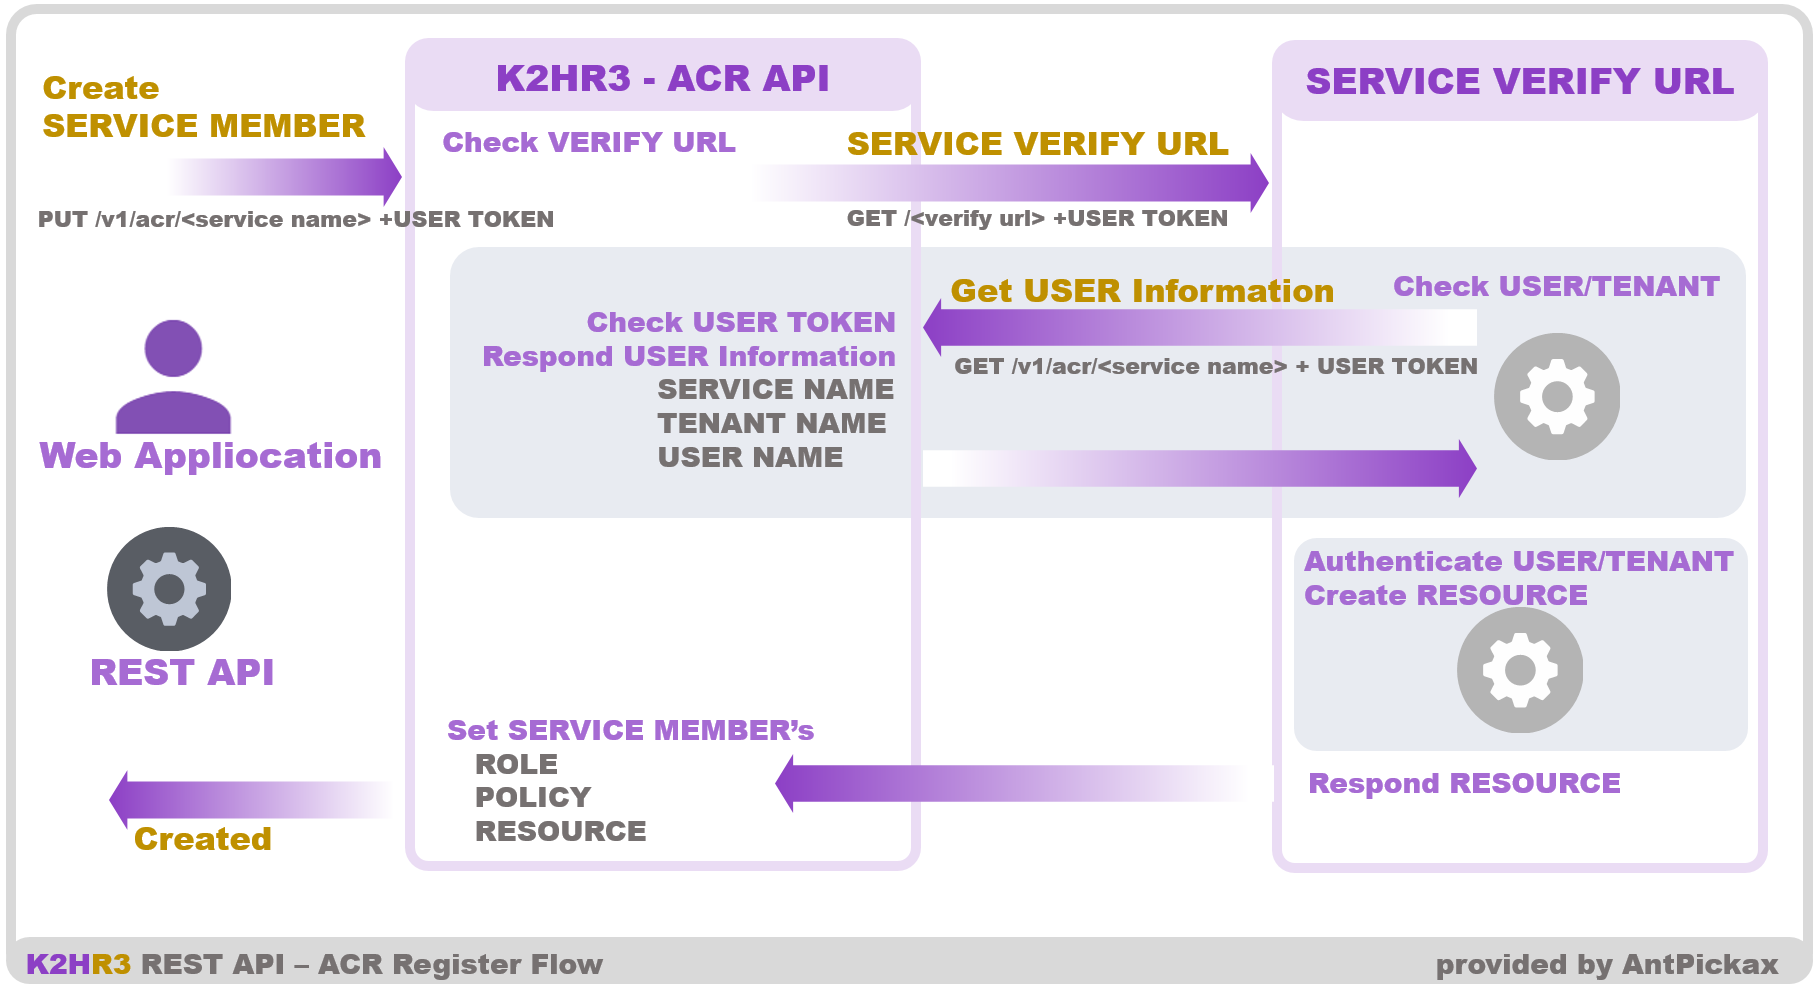 Create
SERVICE MEMBER
PUT /v1/acr/<service name> +USER TOKEN
K2HR3 - ACR API
Check VERIFY URL
SERVICE VERIFY URL
GET /<verify url> +USER TOKEN
SERVICE VERIFY URL
Get USER Information
GET /v1/acr/<service name> + USER TOKEN
Check USER/TENANT
Check USER TOKEN
Respond USER Information
SERVICE NAME
TENANT NAME
USER NAME
Web Appliocation
REST API
Authenticate USER/TENANT
Create RESOURCE
Respond RESOURCE
Set SERVICE MEMBER’s
ROLE
POLICY
RESOURCE
Created
K2HR3 REST API – ACR Register Flow
provided by AntPickax